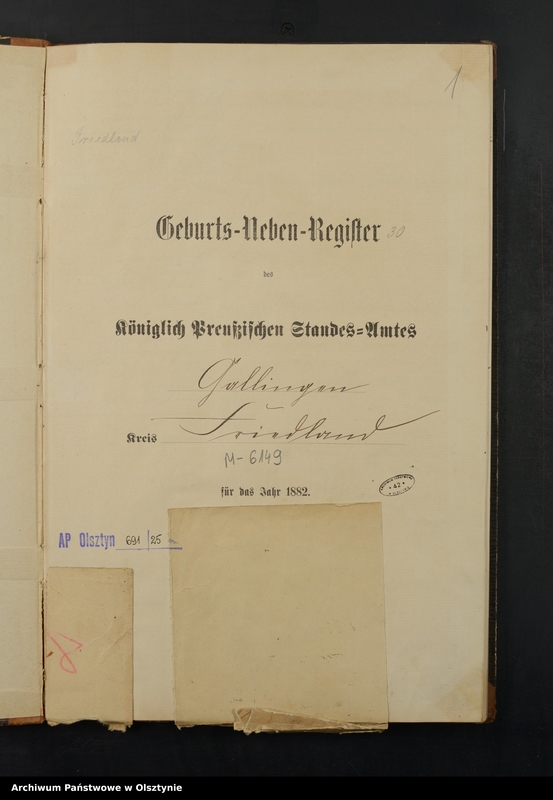 1
Friedland
Geburts-Neben-Register 30
des
Königlich Preußischen Standes=Amtes
Gallingen
Kreis Friedland
M-6149
für das Jahr 1882.
42
AP Olsztyn 691/25
Archiwum Państwowe w Olsztynie